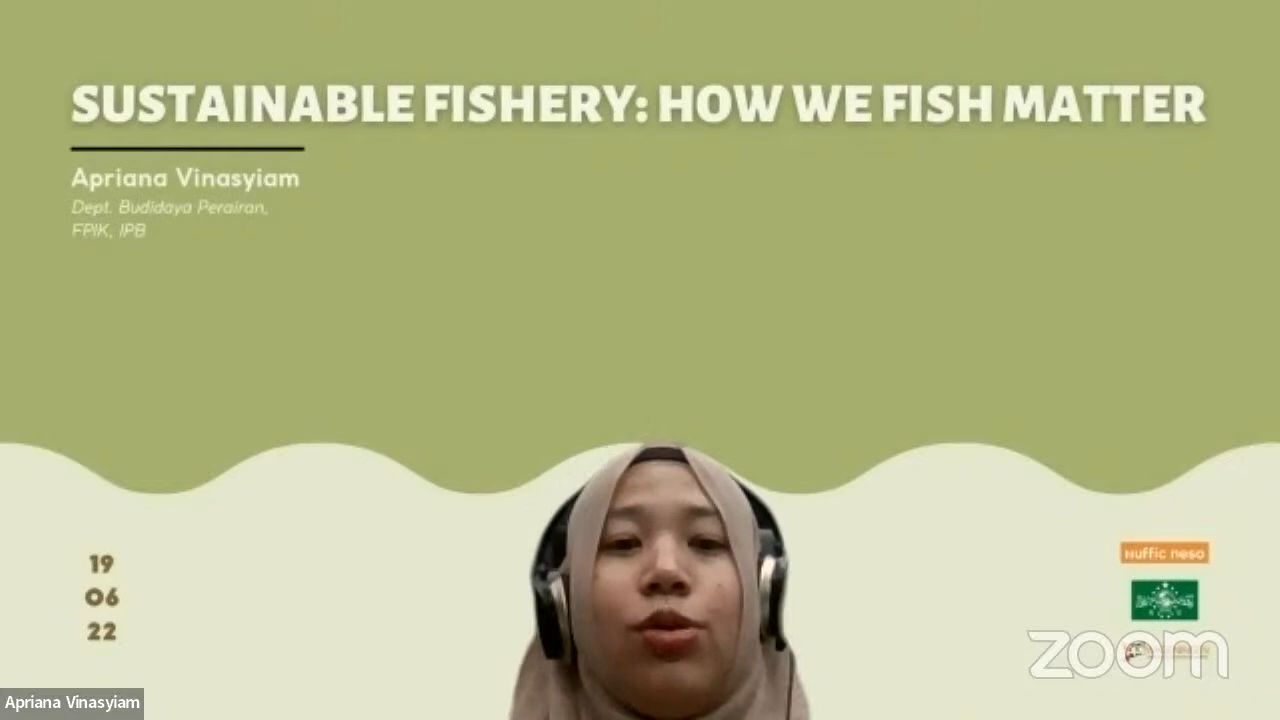 SUSTAINABLE FISHERY: HOW WE FISH MATTER
Apriana Vinasyiam
Dept. Budidaya Perairan,
FPIK, IPB
19
06
22
Nuffic neso
zoom
Apriana Vinasyiam